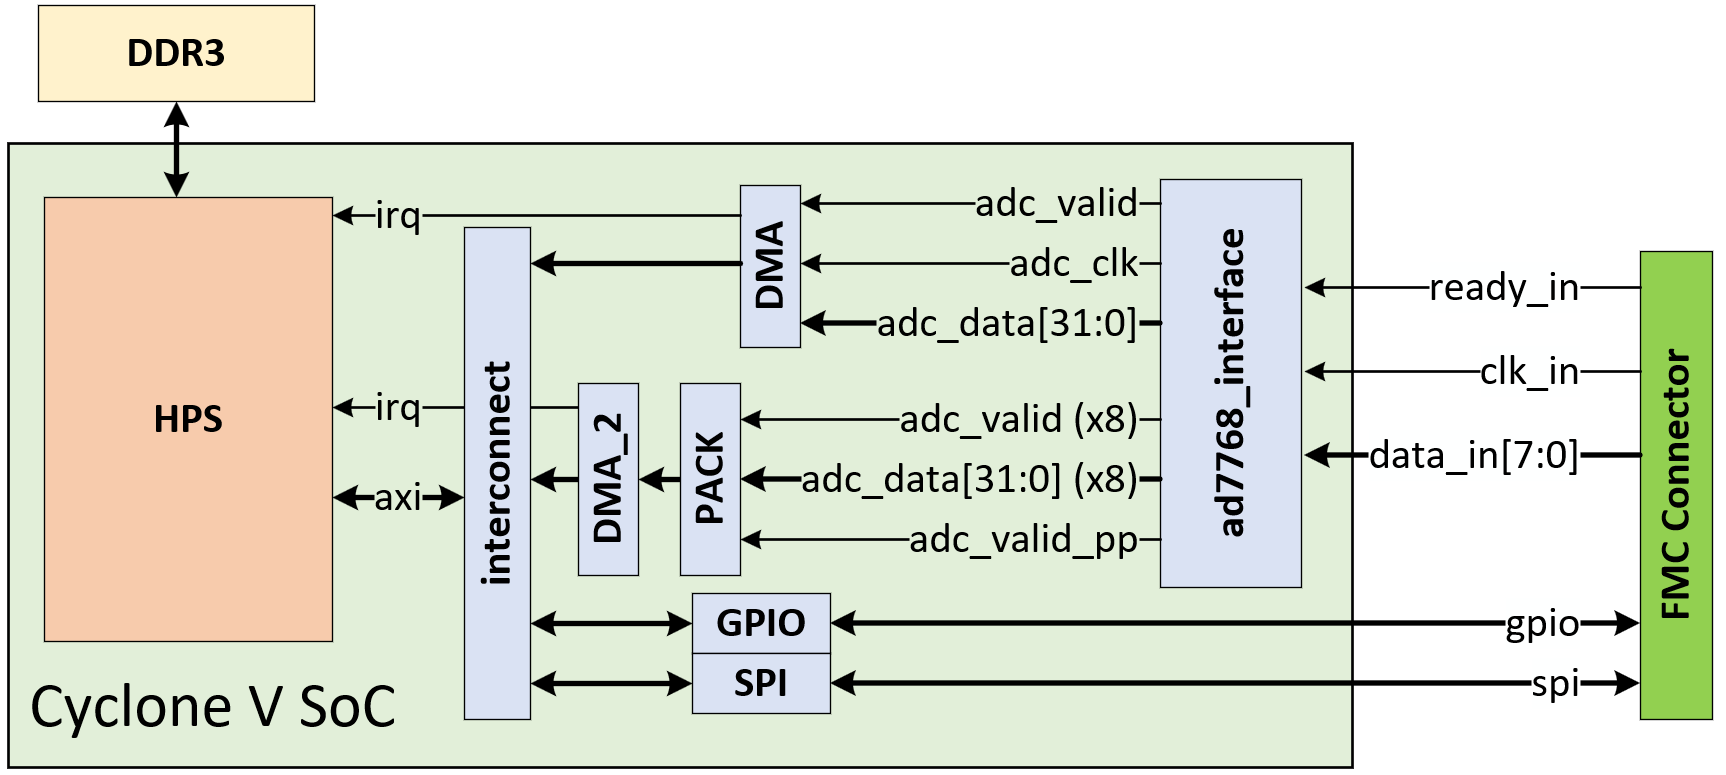 DDR3
irq
DMA
adc_valid
adc_clk
adc_data[31:0]
ad7768_interface
ready_in
clk_in
data_in[7:0]
FMC Connector
HPS
irq
axi
interconnect
DMA_2
PACK
adc_valid (x8)
adc_data[31:0] (x8)
adc_valid_pp
GPIO
gpio
SPI
spi
Cyclone V SoC